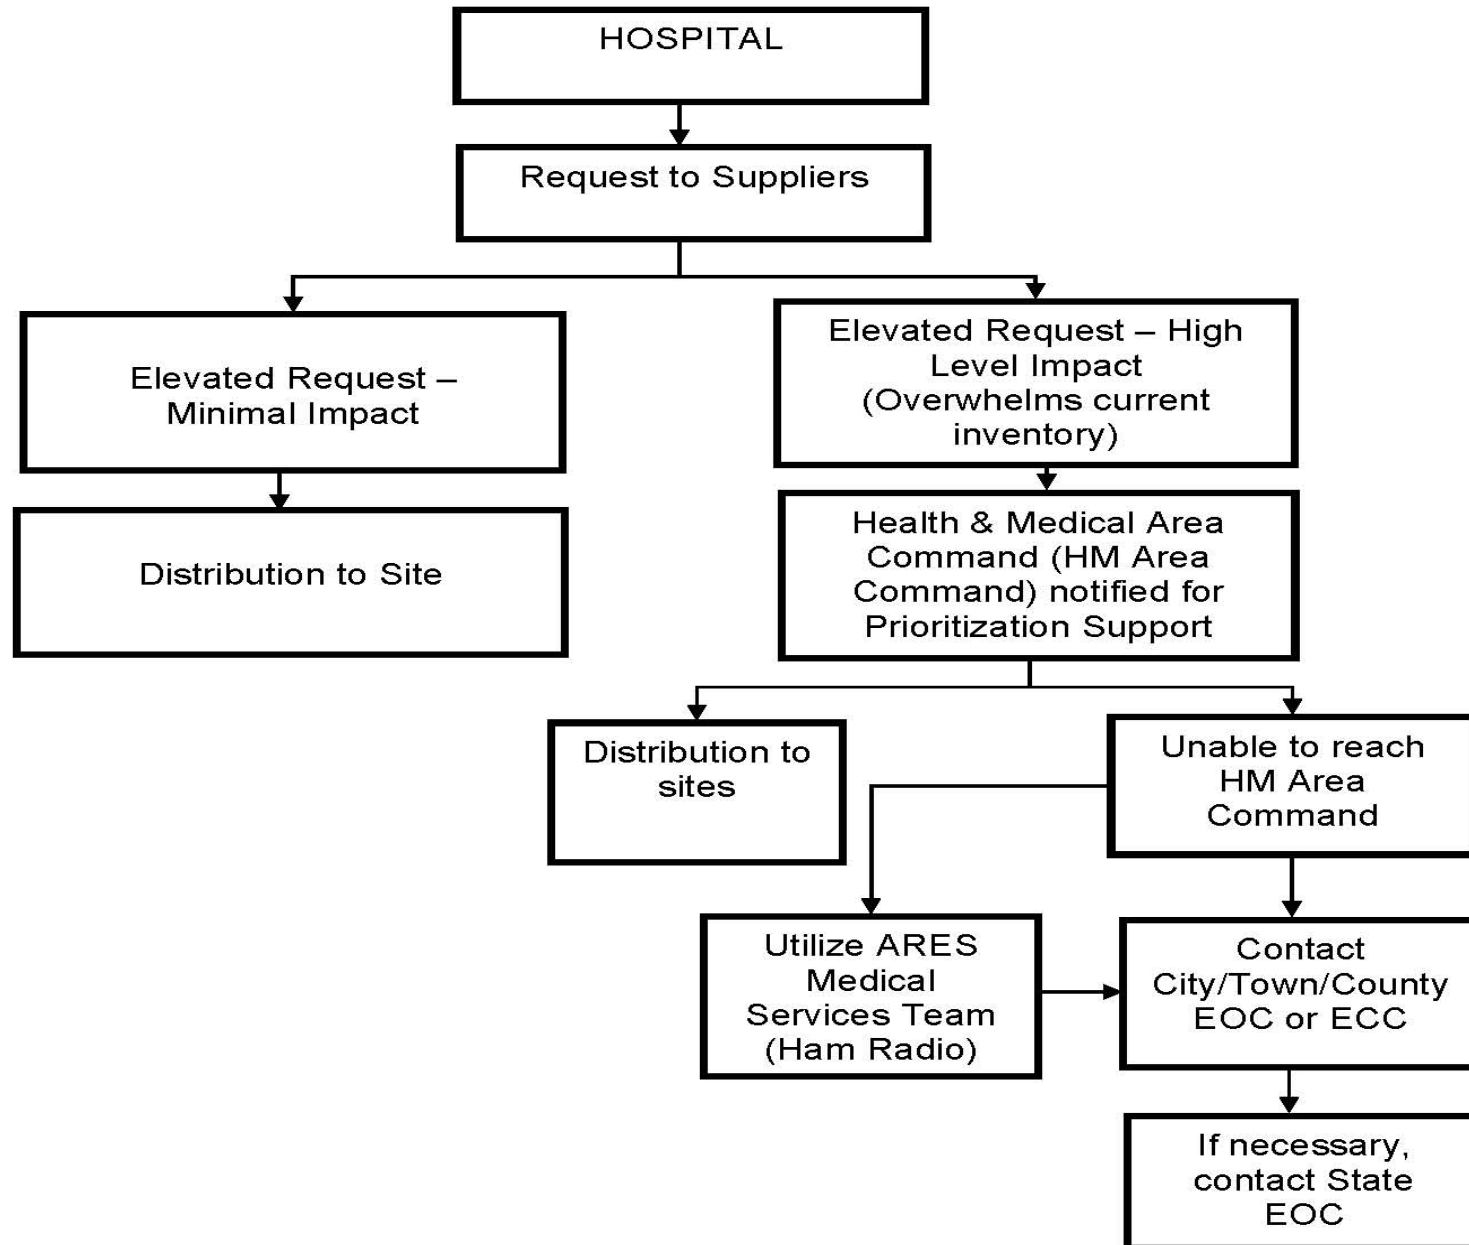 HOSPITAL
Request to Suppliers
Elevated Request –
Minimal Impact
Elevated Request – High
Level Impact
(Overwhelms current
inventory)
Distribution to Site
Health & Medical Area
Command (HM Area
Command) notified for
Prioritization Support
Distribution to
sites
Unable to reach
HM Area
Command
Utilize ARES
Medical
Services Team
(Ham Radio)
Contact
City/Town/County
EOC or ECC
If necessary,
contact State
EOC